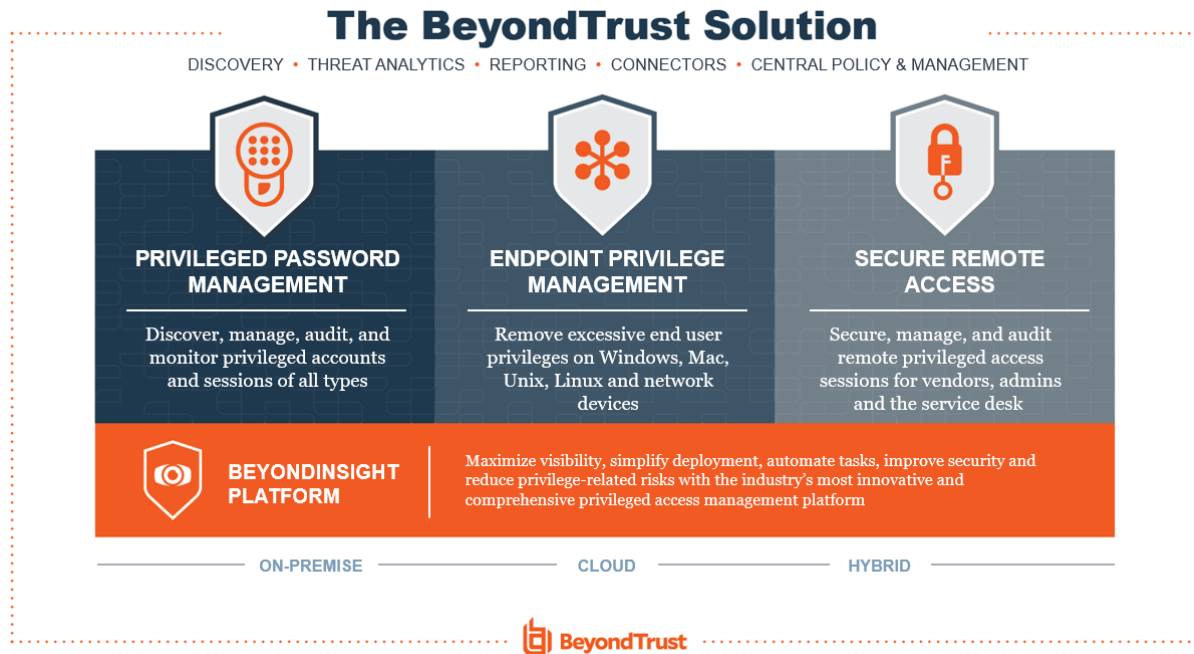 The BeyondTrust Solution
DISCOVERY • THREAT ANALYTICS • REPORTING • CONNECTORS • CENTRAL POLICY & MANAGEMENT
PRIVILEGED PASSWORD
MANAGEMENT
Discover, manage, audit, and
monitor privileged accounts
and sessions of all types
ENDPOINT PRIVILEGE
MANAGEMENT
Remove excessive end user
privileges on Windows, Mac,
Unix, Linux and network
devices
SECURE REMOTE
ACCESS
Secure, manage, and audit
remote privileged access
sessions for vendors, admins
and the service desk
BEYONDINSIGHT
PLATFORM
Maximize visibility, simplify deployment, automate tasks, improve security and
reduce privilege-related risks with the industry's most innovative and
comprehensive privileged access management platform
ON-PREMISE
CLOUD
HYBRID
BeyondTrust